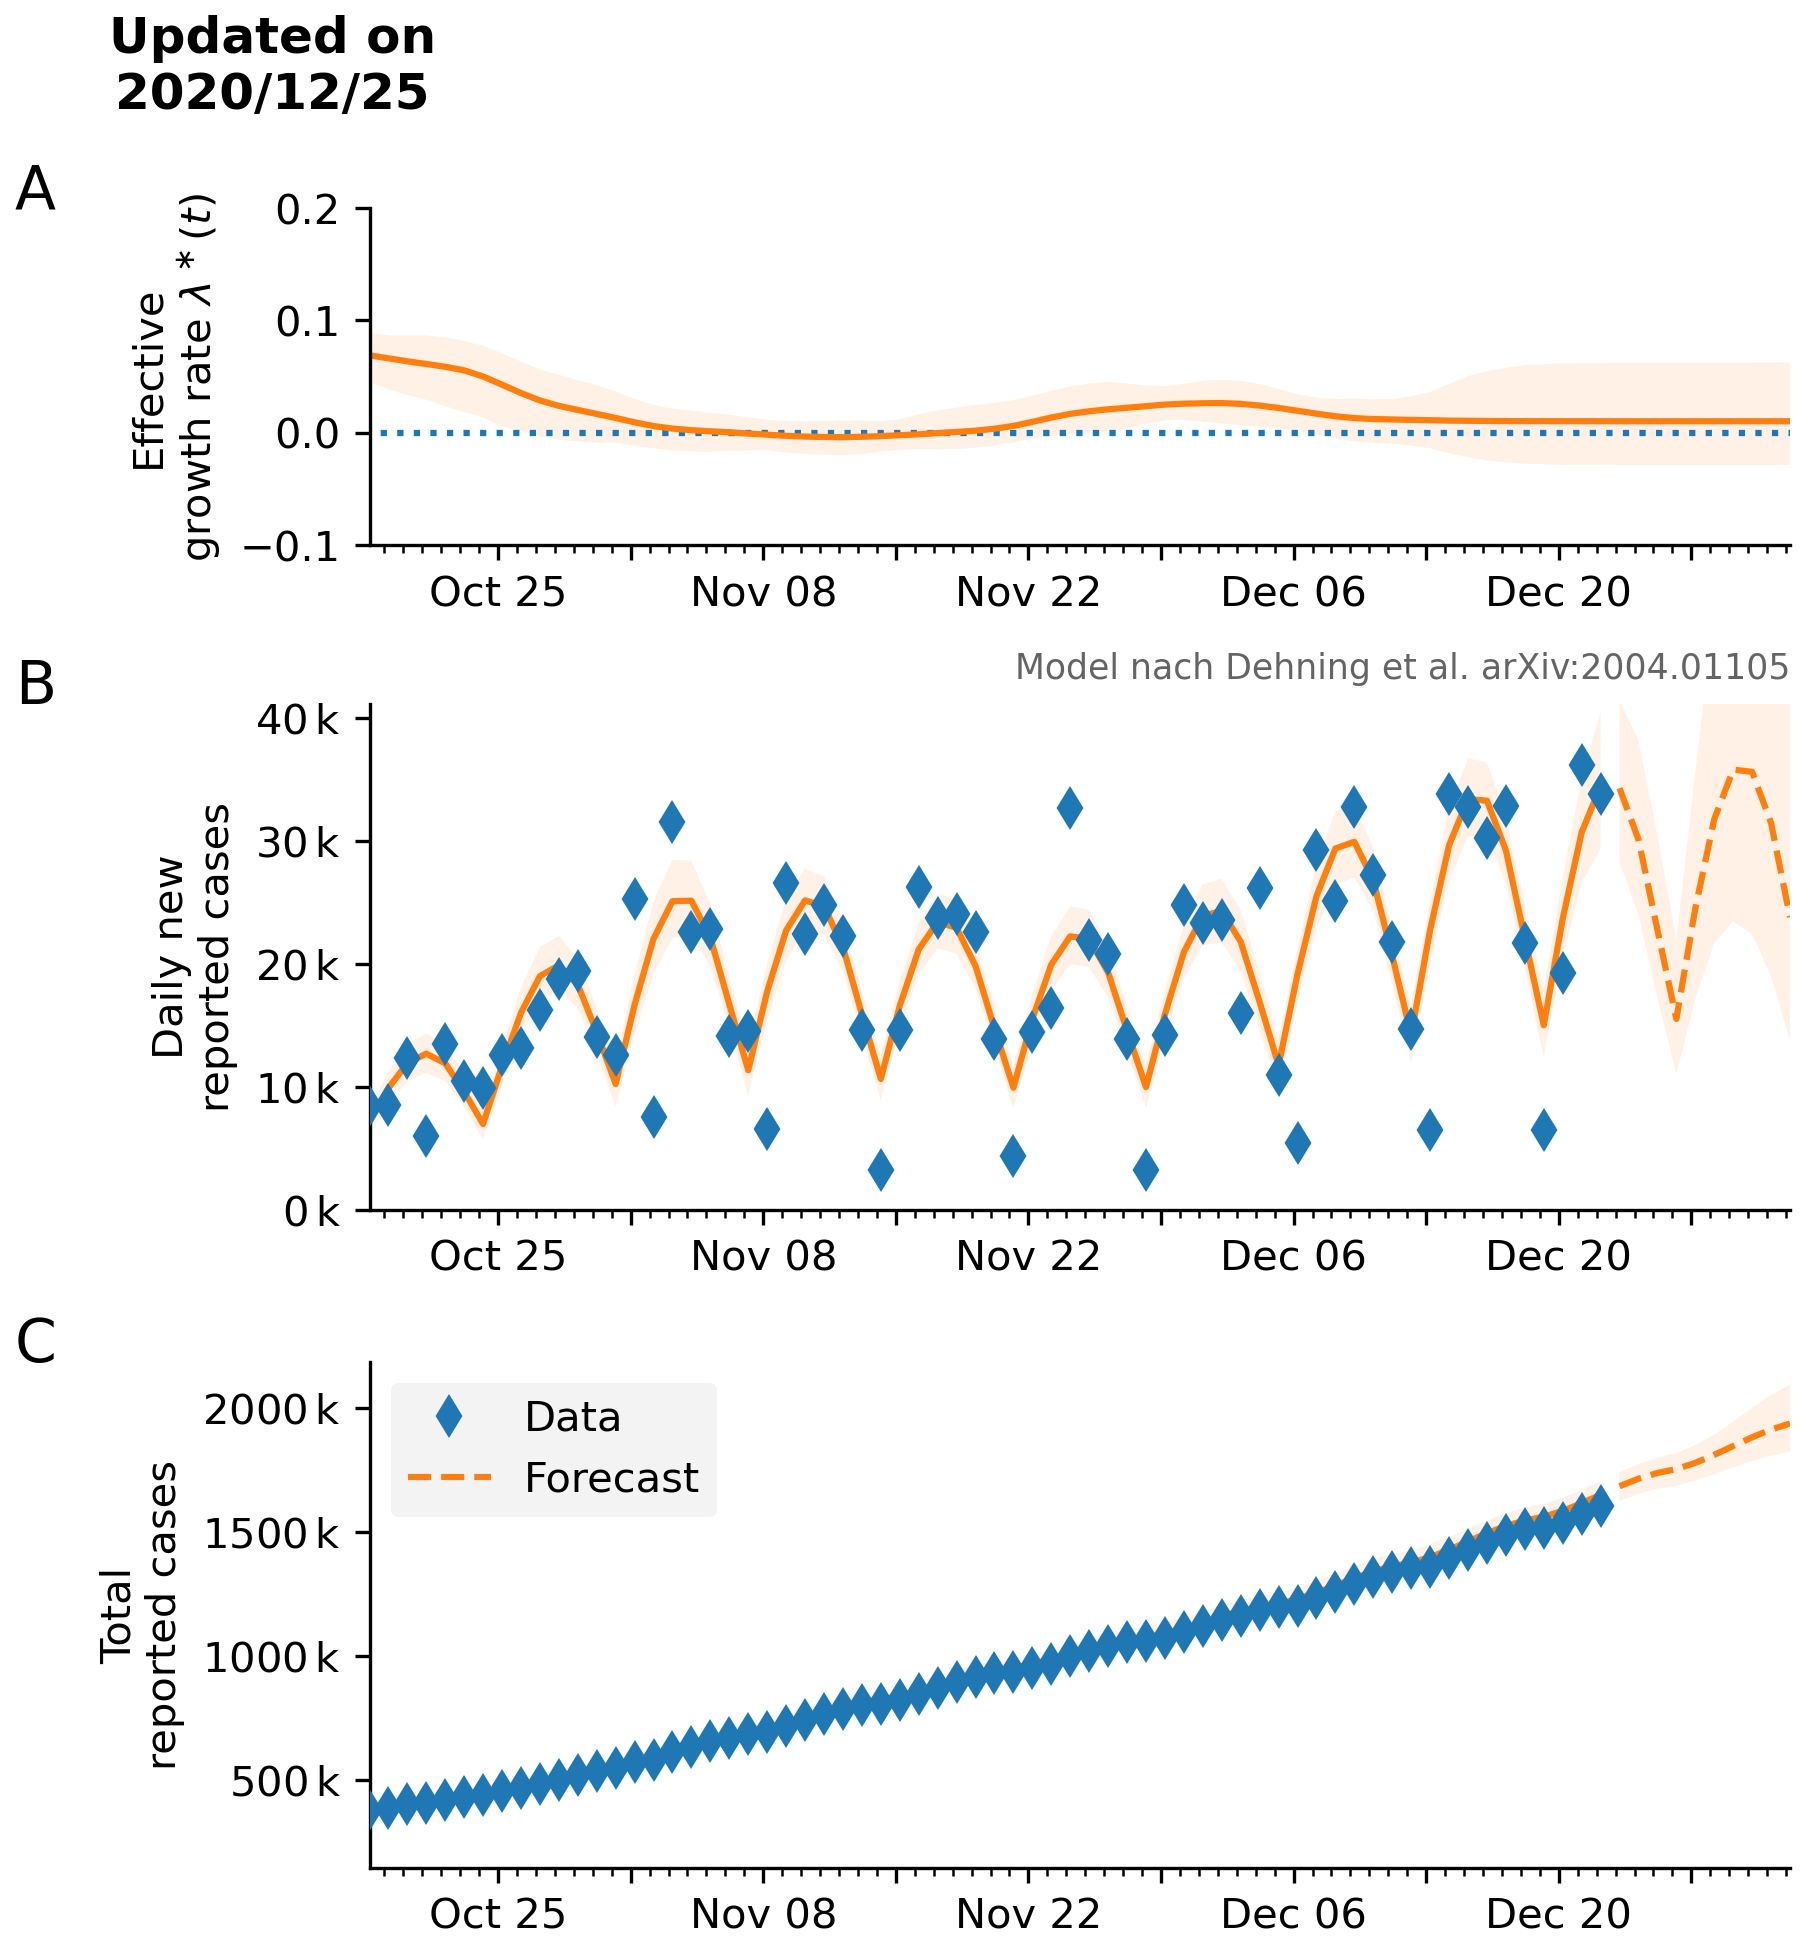 Updated on
2020/12/25
A
Effective
growth rate λ * (t)
0.2
0.1
0.0
−0.1
Oct 25 Nov 08 Nov 22 Dec 06 Dec 20
Model nach Dehning et al. arXiv:2004.01105
B
Daily new
reported cases
40 k
30 k
20 k
10 k
0 k
Oct 25 Nov 08 Nov 22 Dec 06 Dec 20
C
Total
reported cases
2000 k
1500 k
1000 k
500 k
Data
Forecast
Oct 25 Nov 08 Nov 22 Dec 06 Dec 20